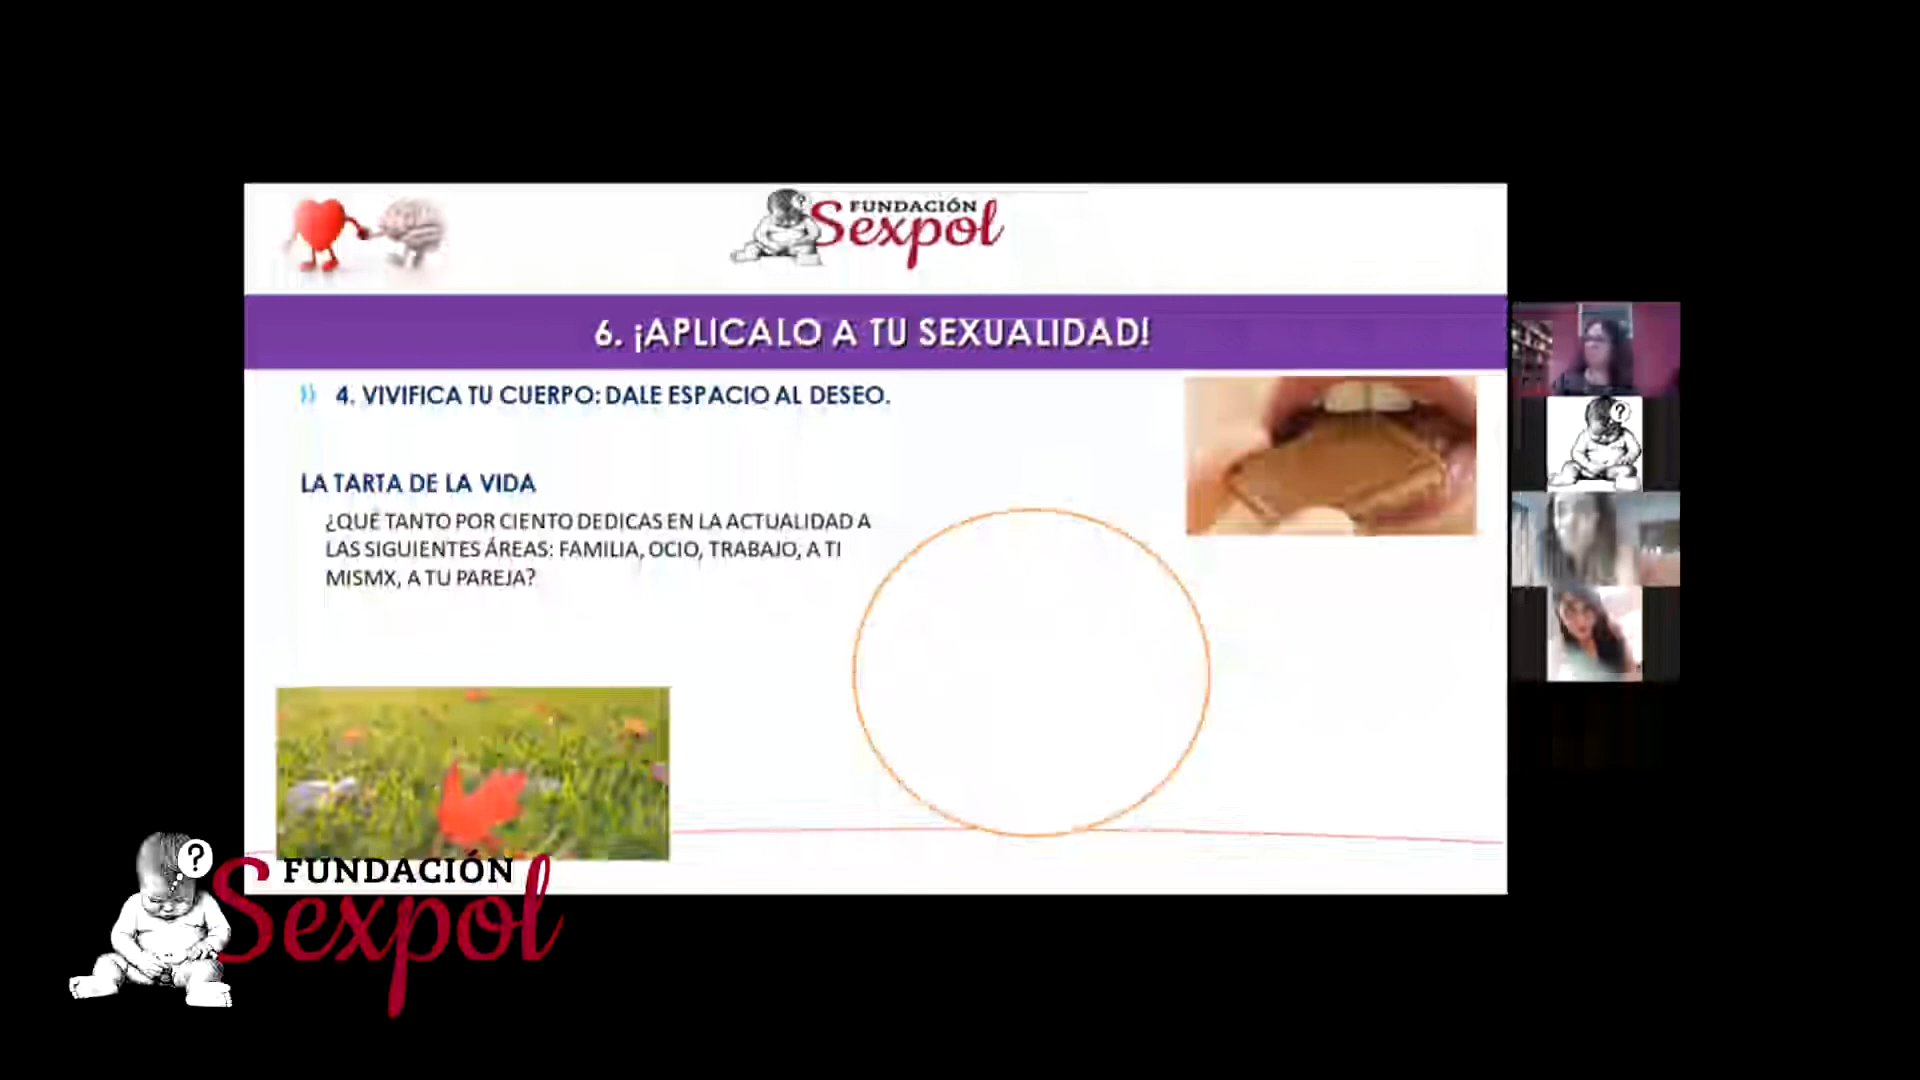 FUNDACIÓN
Sexpol
6. ¡APLICALO A TU SEXUALIDAD!
4. VIVIFICA TU CUERPO: DALE ESPACIO AL DESEO.
LA TARTA DE LA VIDA
¿QUÉ TANTO POR CIENTO DEDICAS EN LA ACTUALIDAD A
LAS SIGUIENTES ÁREAS: FAMILIA, OCIO, TRABAJO, A TI
MISMX, A TU PAREJA?
?
?
FUNDACIÓN
Sexpol